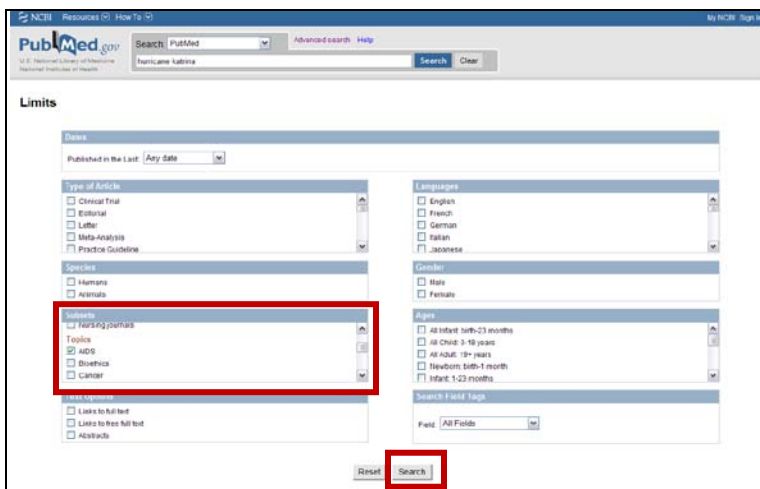 NCBI Resources How To My NCBI Sign In
PubMed.gov
U.S. National Library of Medicine
National Institutes of Health
Search: PubMed Advanced search Help
hurricane katrina Search Clear
Limits
Dates
Published in the Last: Any date
Type of Article
Clinical Trial
Editorial
Letter
Meta-Analysis
Practice Guideline
Languages
English
French
German
Italian
Japanese
Species
Humans
Animals
Gender
Male
Female
Subsets
Nursing journals
Topics
AIDS
Bioethics
Cancer
Ages
All Infant: birth-23 months
All Child: 0-18 years
All Adult: 19+ years
Newborn: birth-1 month
Infant: 1-23 months
Text Options
Links to full text
Links to free full text
Abstracts
Search Field Tags
Field: All Fields
Reset Search